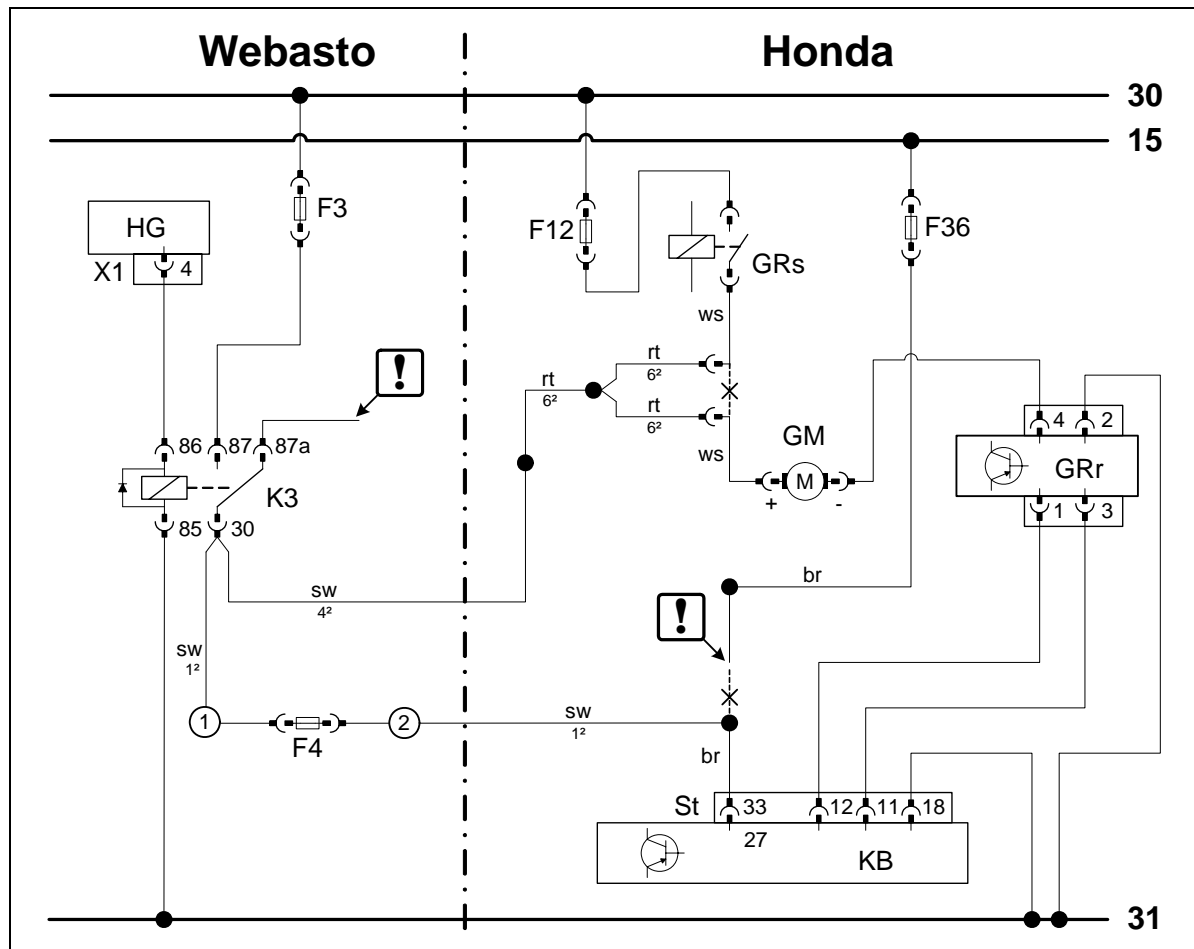 Webasto
Honda
30
15
F3
HG
X1
4
F12
GRs
F36
ws
rt
6²
rt
6²
rt
6²
ws
!
86
87
87a
K3
85
30
GM
M
+
-
4
2
GRr
1
3
sw
4²
br
!
sw
1²
1
F4
2
sw
1²
br
St
33
12
11
18
27
KB
31